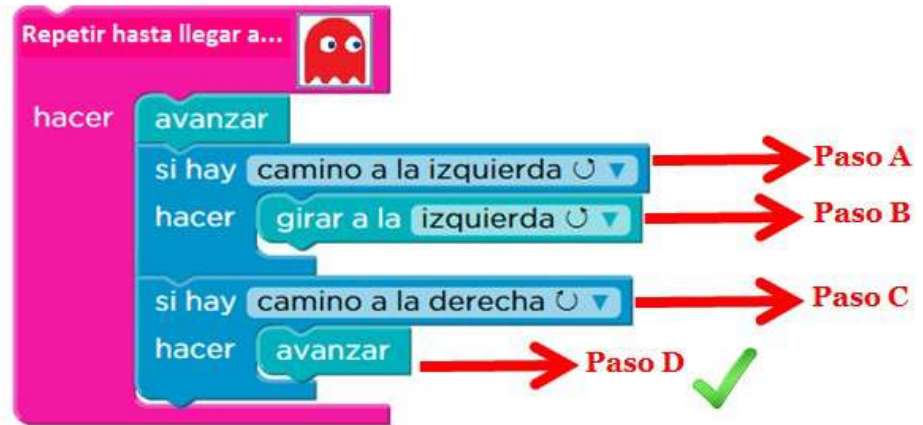 Repetir hasta llegar a...
hacer avanzar
si hay camino a la izquierda ↺ ▼ Paso A
hacer girar a la izquierda ↺ ▼ Paso B
si hay camino a la derecha ↻ ▼ Paso C
hacer avanzar Paso D